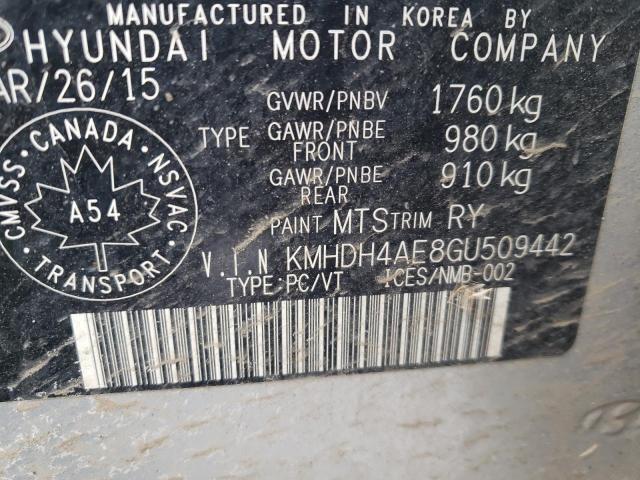 MANUFACTURED IN KOREA BY
HYUNDAI MOTOR COMPANY
AR/26/15
GVWR/PNBV 1760 kg
TYPE GAWR/PNBE FRONT 980 kg
GAWR/PNBE REAR 910 kg
PAINT MTS TRIM RY
V.I.N KMHDH4AE8GU509442
TYPE:PC/VT ICES/NMB-002
CMVSS · CANADA · NSVAC · TRANSPORT ·
A54